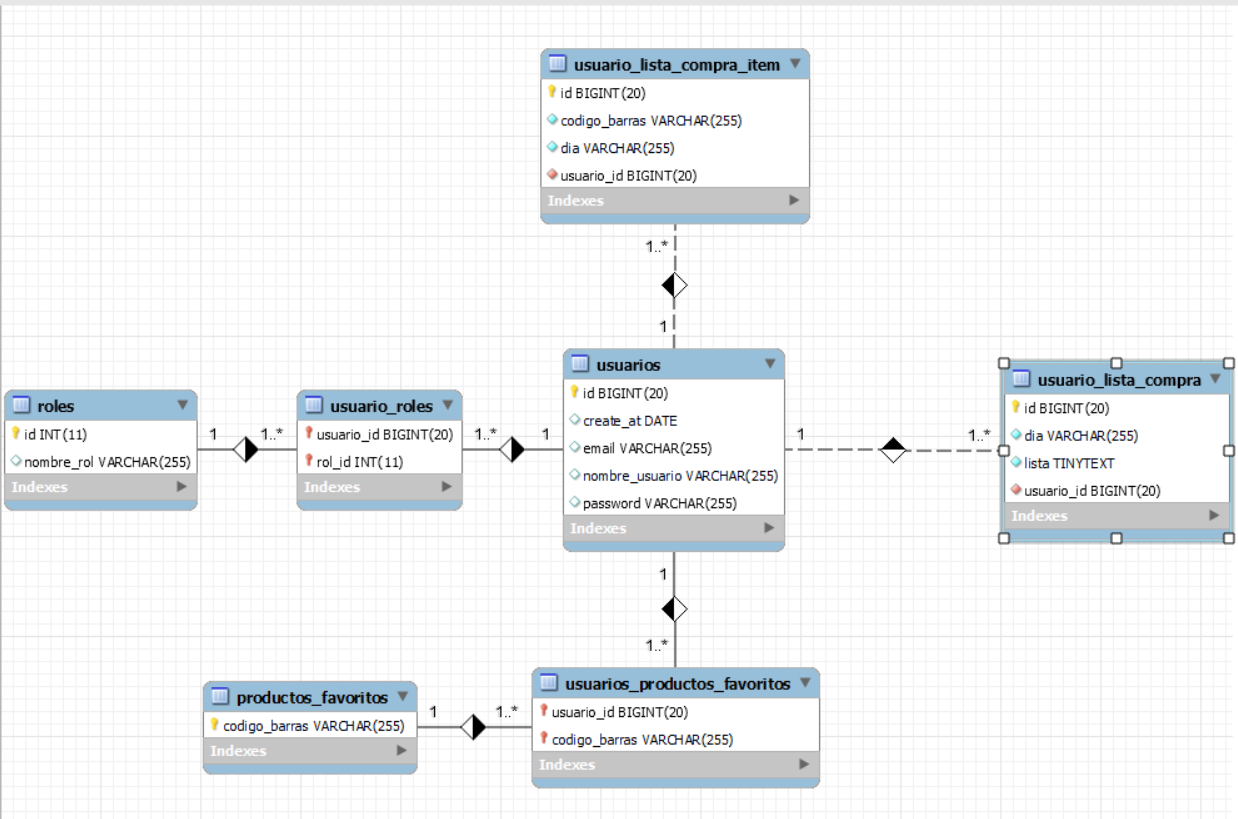 usuario_lista_compra_item
id BIGINT(20)
codigo_barras VARCHAR(255)
dia VARCHAR(255)
usuario_id BIGINT(20)
Indexes
1..*
1
roles
id INT(11)
nombre_rol VARCHAR(255)
Indexes
1
1..*
usuario_roles
usuario_id BIGINT(20)
rol_id INT(11)
Indexes
1..*
1
usuarios
id BIGINT(20)
create_at DATE
email VARCHAR(255)
nombre_usuario VARCHAR(255)
password VARCHAR(255)
Indexes
1
1..*
usuario_lista_compra
id BIGINT(20)
dia VARCHAR(255)
lista TINYTEXT
usuario_id BIGINT(20)
Indexes
1
1..*
productos_favoritos
codigo_barras VARCHAR(255)
Indexes
1
1..*
usuarios_productos_favoritos
usuario_id BIGINT(20)
codigo_barras VARCHAR(255)
Indexes